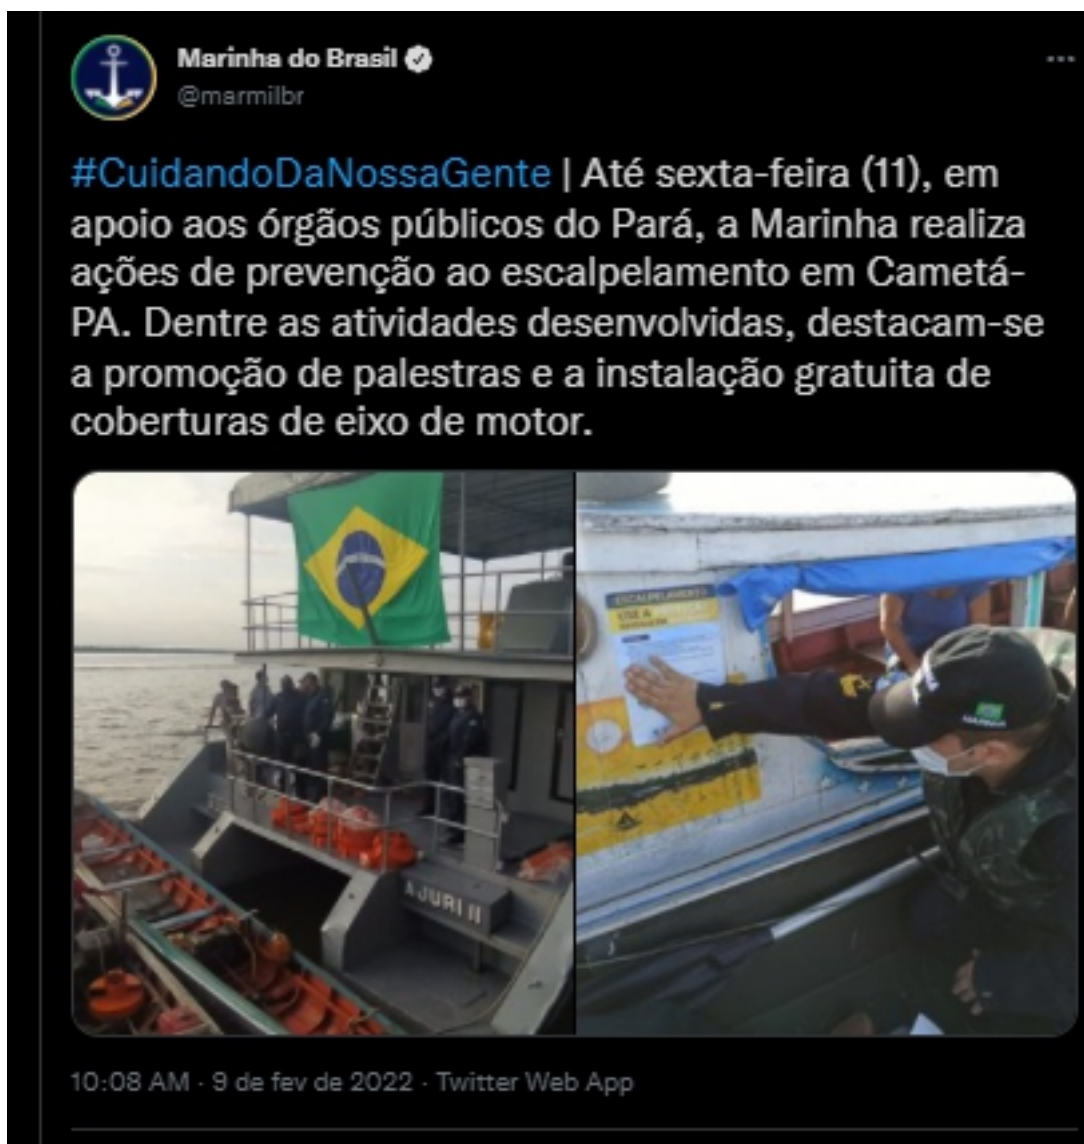 Marinha do Brasil
@marmilbr
#CuidandoDaNossaGente | Até sexta-feira (11), em
apoio aos órgãos públicos do Pará, a Marinha realiza
ações de prevenção ao escalpelamento em Cametá-
PA. Dentre as atividades desenvolvidas, destacam-se
a promoção de palestras e a instalação gratuita de
coberturas de eixo de motor.
AJURI II
ESCALPELAMENTO
USE A
MARINHA
10:08 AM · 9 de fev de 2022 · Twitter Web App